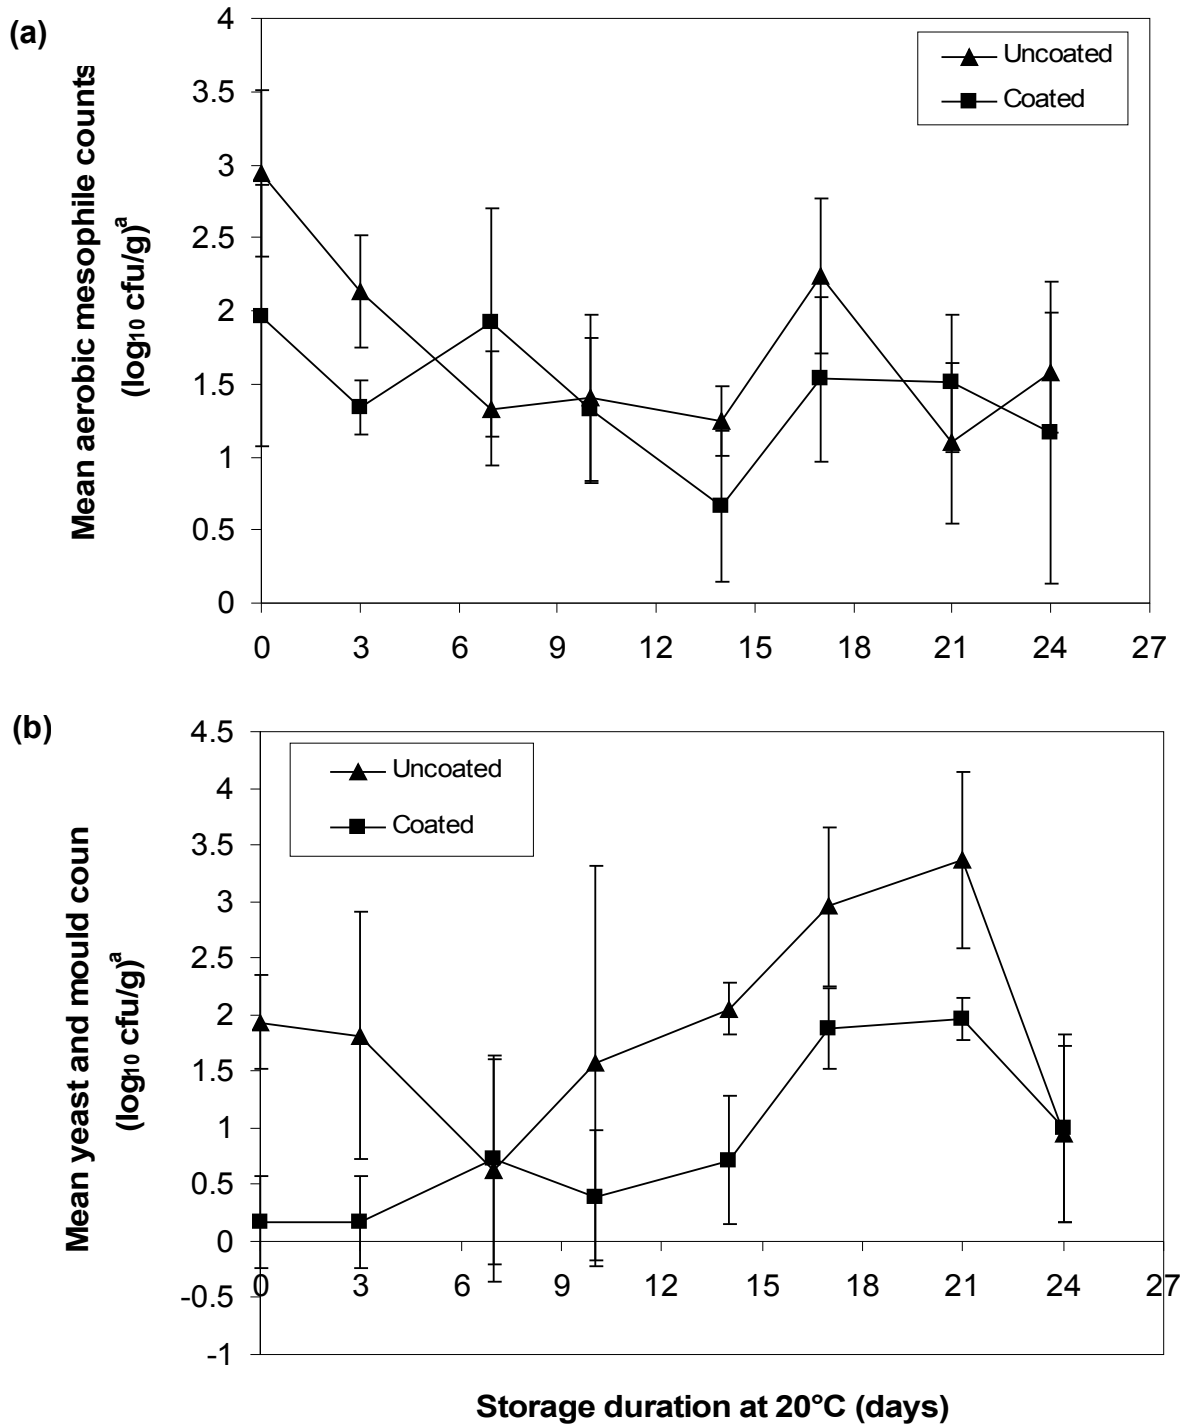 (a)
Mean aerobic mesophile counts
(log10 cfu/g)a
4
3.5
3
2.5
2
1.5
1
0.5
0
Uncoated
Coated
0 3 6 9 12 15 18 21 24 27
(b)
Mean yeast and mould coun
(log10 cfu/g)a
4.5
4
3.5
3
2.5
2
1.5
1
0.5
0
-0.5
-1
Uncoated
Coated
0 3 6 9 12 15 18 21 24 27
Storage duration at 20°C (days)